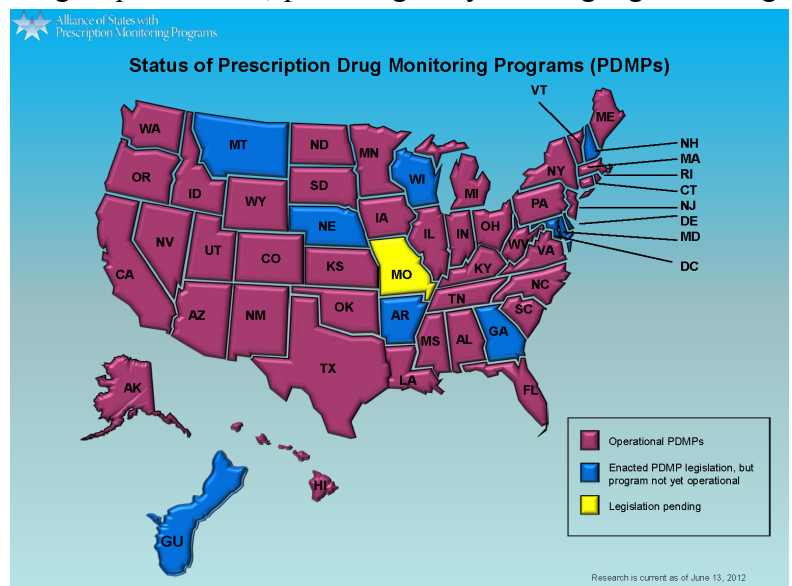 Alliance of States with
Prescription Monitoring Programs
Status of Prescription Drug Monitoring Programs (PDMPs)
VT
ME
WA
NH
MT
ND
MN
MA
OR
ID
WI
NY
RI
SD
CT
WY
MI
PA
NJ
IA
DE
NE
NV
IL
IN
OH
MD
UT
WV
VA
CO
DC
CA
KS
MO
KY
NC
TN
OK
AZ
NM
AR
SC
GA
MS
AL
TX
LA
AK
FL
HI
GU
Operational PDMPs
Enacted PDMP legislation, but
program not yet operational
Legislation pending
Research is current as of June 13, 2012